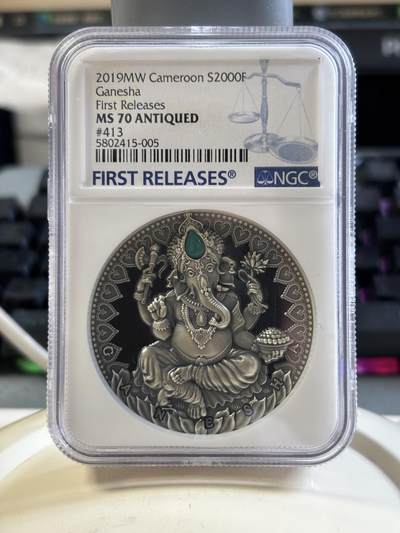 2019MW Cameroon S2000F
Ganesha
First Releases
MS 70 ANTIQUED
#413
5802415-005
FIRST RELEASES®
NGC®